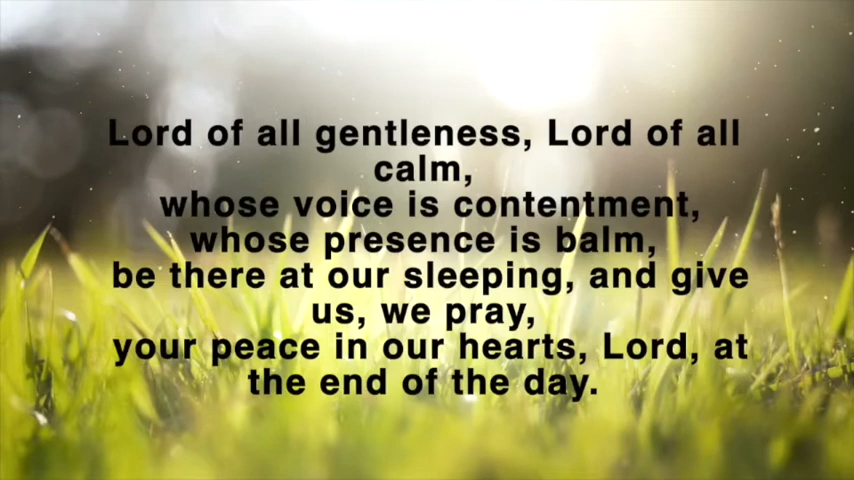 Lord of all gentleness, Lord of all
calm,
whose voice is contentment,
whose presence is balm,
be there at our sleeping, and give
us, we pray,
your peace in our hearts, Lord, at
the end of the day.